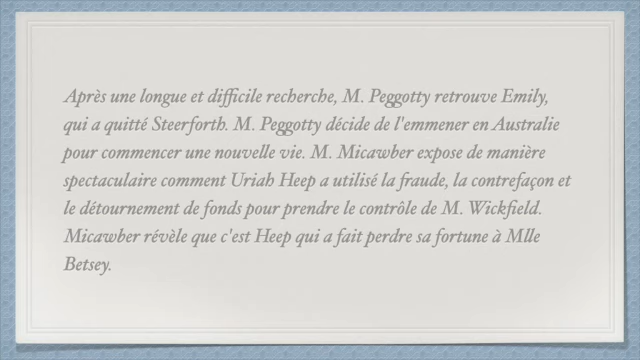 Après une longue et difficile recherche, M. Peggotty retrouve Emily,
qui a quitté Steerforth. M. Peggotty décide de l'emmener en Australie
pour commencer une nouvelle vie. M. Micawber expose de manière
spectaculaire comment Uriah Heep a utilisé la fraude, la contrefaçon et
le détournement de fonds pour prendre le contrôle de M. Wickfield.
Micawber révèle que c'est Heep qui a fait perdre sa fortune à Mlle
Betsey.